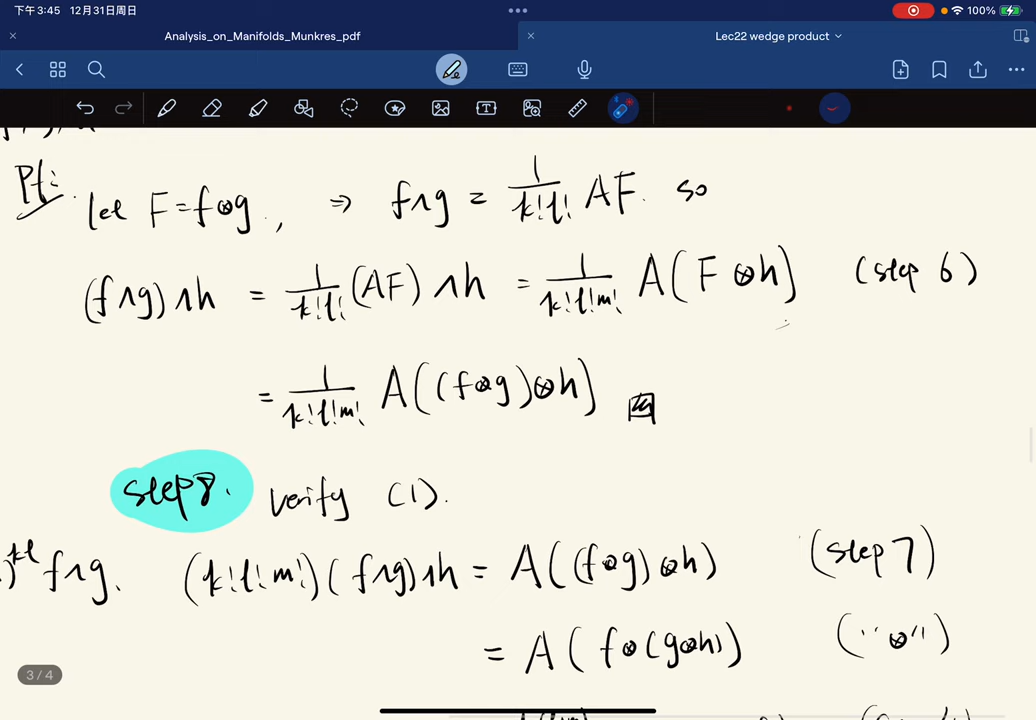 下午3:45 12月31日周日
100%
Analysis_on_Manifolds_Munkres_pdf
Lec22 wedge product
Pf: let F=f⊗g, ⇒ f∧g = 1/k!l! AF. so
(f∧g)∧h = 1/k!l! (AF)∧h = 1/k!l!m! A(F⊗h) (step 6)
= 1/k!l!m! A((f⊗g)⊗h)
step 8. verify (1).
)^kl f∧g. (k!l!m!)(f∧g)∧h = A((f⊗g)⊗h) (step 7)
= A(f⊗(g⊗h)) ("⊗")
3 / 4